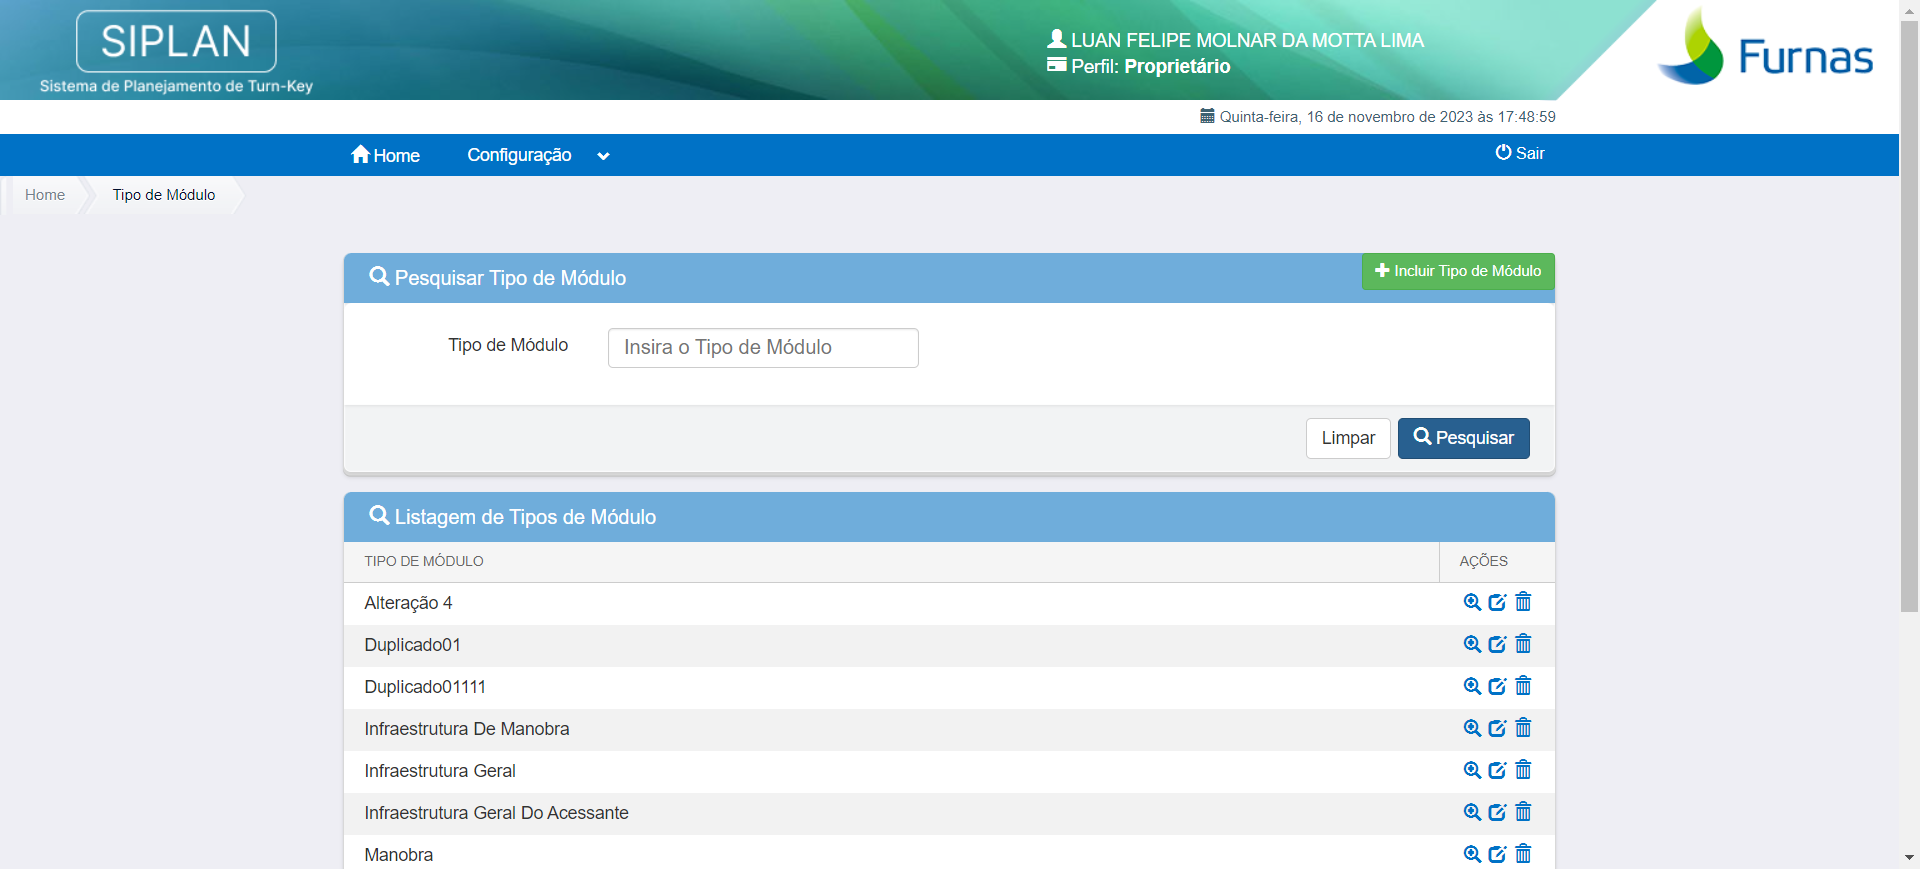 SIPLAN
Sistema de Planejamento de Turn-Key
LUAN FELIPE MOLNAR DA MOTTA LIMA
Perfil: Proprietário
Furnas
Quinta-feira, 16 de novembro de 2023 às 17:48:59
Home Configuração Sair
Home Tipo de Módulo
Pesquisar Tipo de Módulo Incluir Tipo de Módulo
Tipo de Módulo Insira o Tipo de Módulo
Limpar Pesquisar
Listagem de Tipos de Módulo
TIPO DE MÓDULO AÇÕES
Alteração 4
Duplicado01
Duplicado01111
Infraestrutura De Manobra
Infraestrutura Geral
Infraestrutura Geral Do Acessante
Manobra